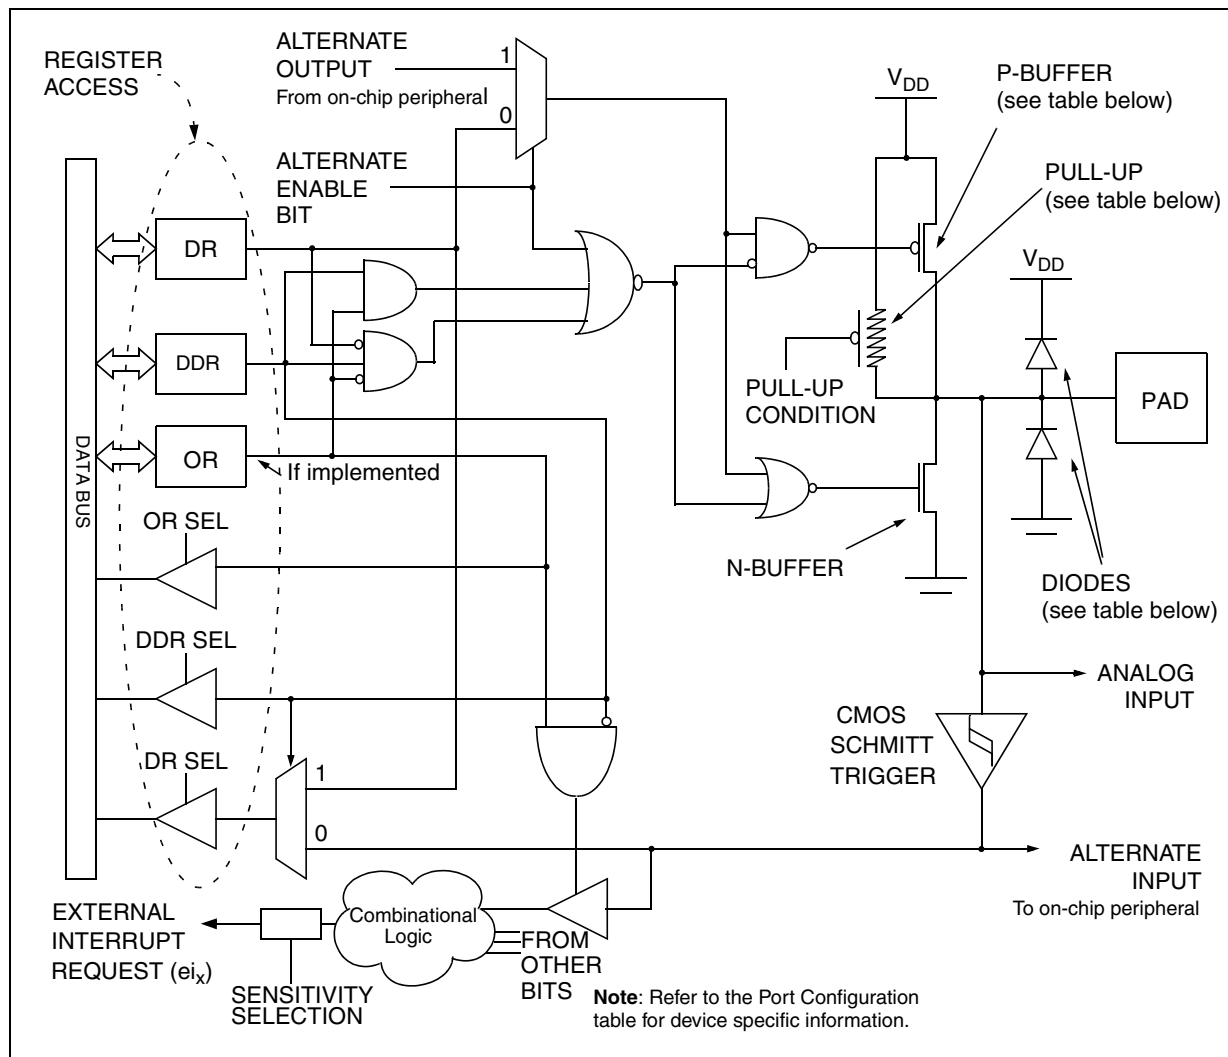 REGISTER
ACCESS
ALTERNATE
OUTPUT
From on-chip peripheral
1
0
ALTERNATE
ENABLE
BIT
VDD
P-BUFFER
(see table below)
PULL-UP
(see table below)
VDD
DR
DDR
OR
If implemented
DATA BUS
PULL-UP
CONDITION
PAD
N-BUFFER
DIODES
(see table below)
OR SEL
DDR SEL
DR SEL
1
0
ANALOG
INPUT
CMOS
SCHMITT
TRIGGER
ALTERNATE
INPUT
To on-chip peripheral
EXTERNAL
INTERRUPT
REQUEST (eix)
Combinational
Logic
SENSITIVITY
SELECTION
FROM
OTHER
BITS
Note: Refer to the Port Configuration
table for device specific information.